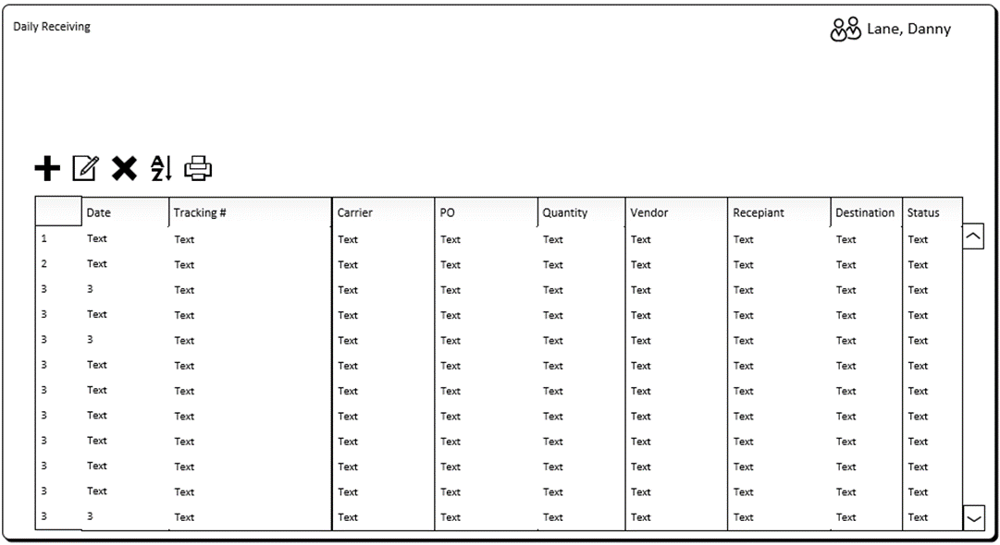 Daily Receiving
Lane, Danny
Date Tracking # Carrier PO Quantity Vendor Recepiant Destination Status
1 Text Text Text Text Text Text Text Text Text
2 Text Text Text Text Text Text Text Text Text
3 3 Text Text Text Text Text Text Text Text
3 Text Text Text Text Text Text Text Text Text
3 3 Text Text Text Text Text Text Text Text
3 Text Text Text Text Text Text Text Text Text
3 Text Text Text Text Text Text Text Text Text
3 Text Text Text Text Text Text Text Text Text
3 Text Text Text Text Text Text Text Text Text
3 Text Text Text Text Text Text Text Text Text
3 Text Text Text Text Text Text Text Text Text
3 3 Text Text Text Text Text Text Text Text